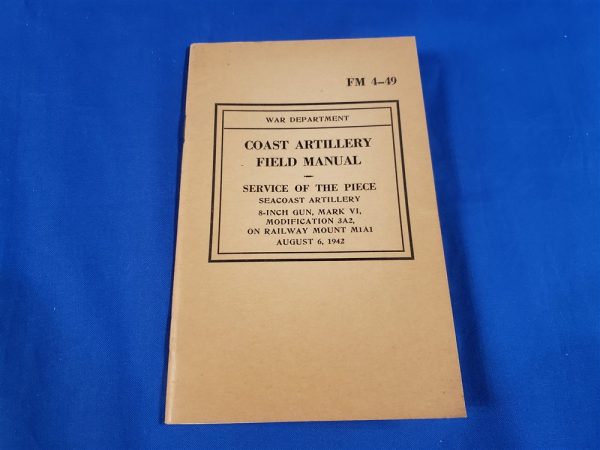 FM 4-49
WAR DEPARTMENT
COAST ARTILLERY
FIELD MANUAL
SERVICE OF THE PIECE
SEACOAST ARTILLERY
8-INCH GUN, MARK VI,
MODIFICATION 3A2,
ON RAILWAY MOUNT M1A1
AUGUST 6, 1942